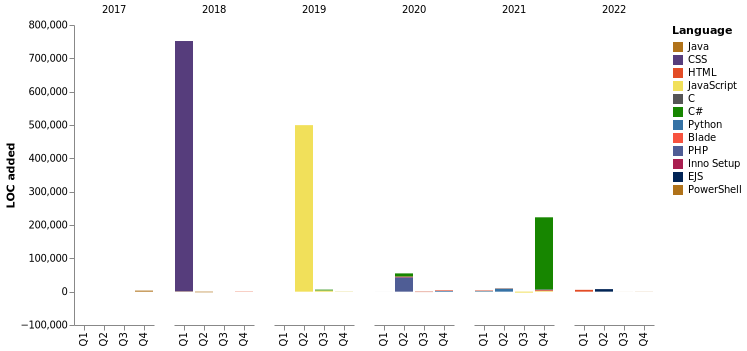 2017 2018 2019 2020 2021 2022
800,000
700,000
600,000
500,000
400,000
300,000
200,000
100,000
0
−100,000
LOC added
Q1 Q2 Q3 Q4 Q1 Q2 Q3 Q4 Q1 Q2 Q3 Q4 Q1 Q2 Q3 Q4 Q1 Q2 Q3 Q4 Q1 Q2 Q3 Q4
Language
Java
CSS
HTML
JavaScript
C
C#
Python
Blade
PHP
Inno Setup
EJS
PowerShell